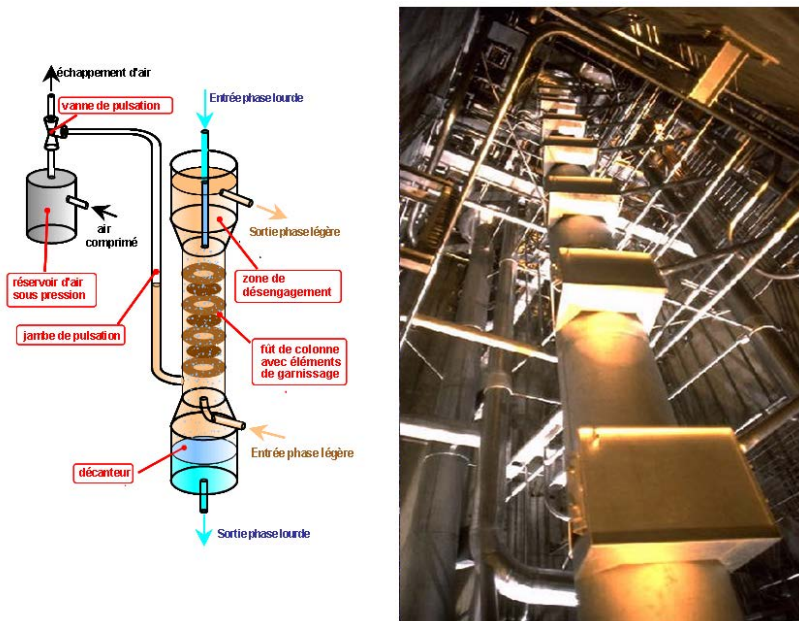 échappement d'air
vanne de pulsation
Entrée phase lourde
air
comprimé
Sortie phase légère
réservoir d'air
sous pression
zone de
désengagement
jambe de pulsation
fût de colonne
avec éléments
de garnissage
décanteur
Entrée phase légère
Sortie phase lourde